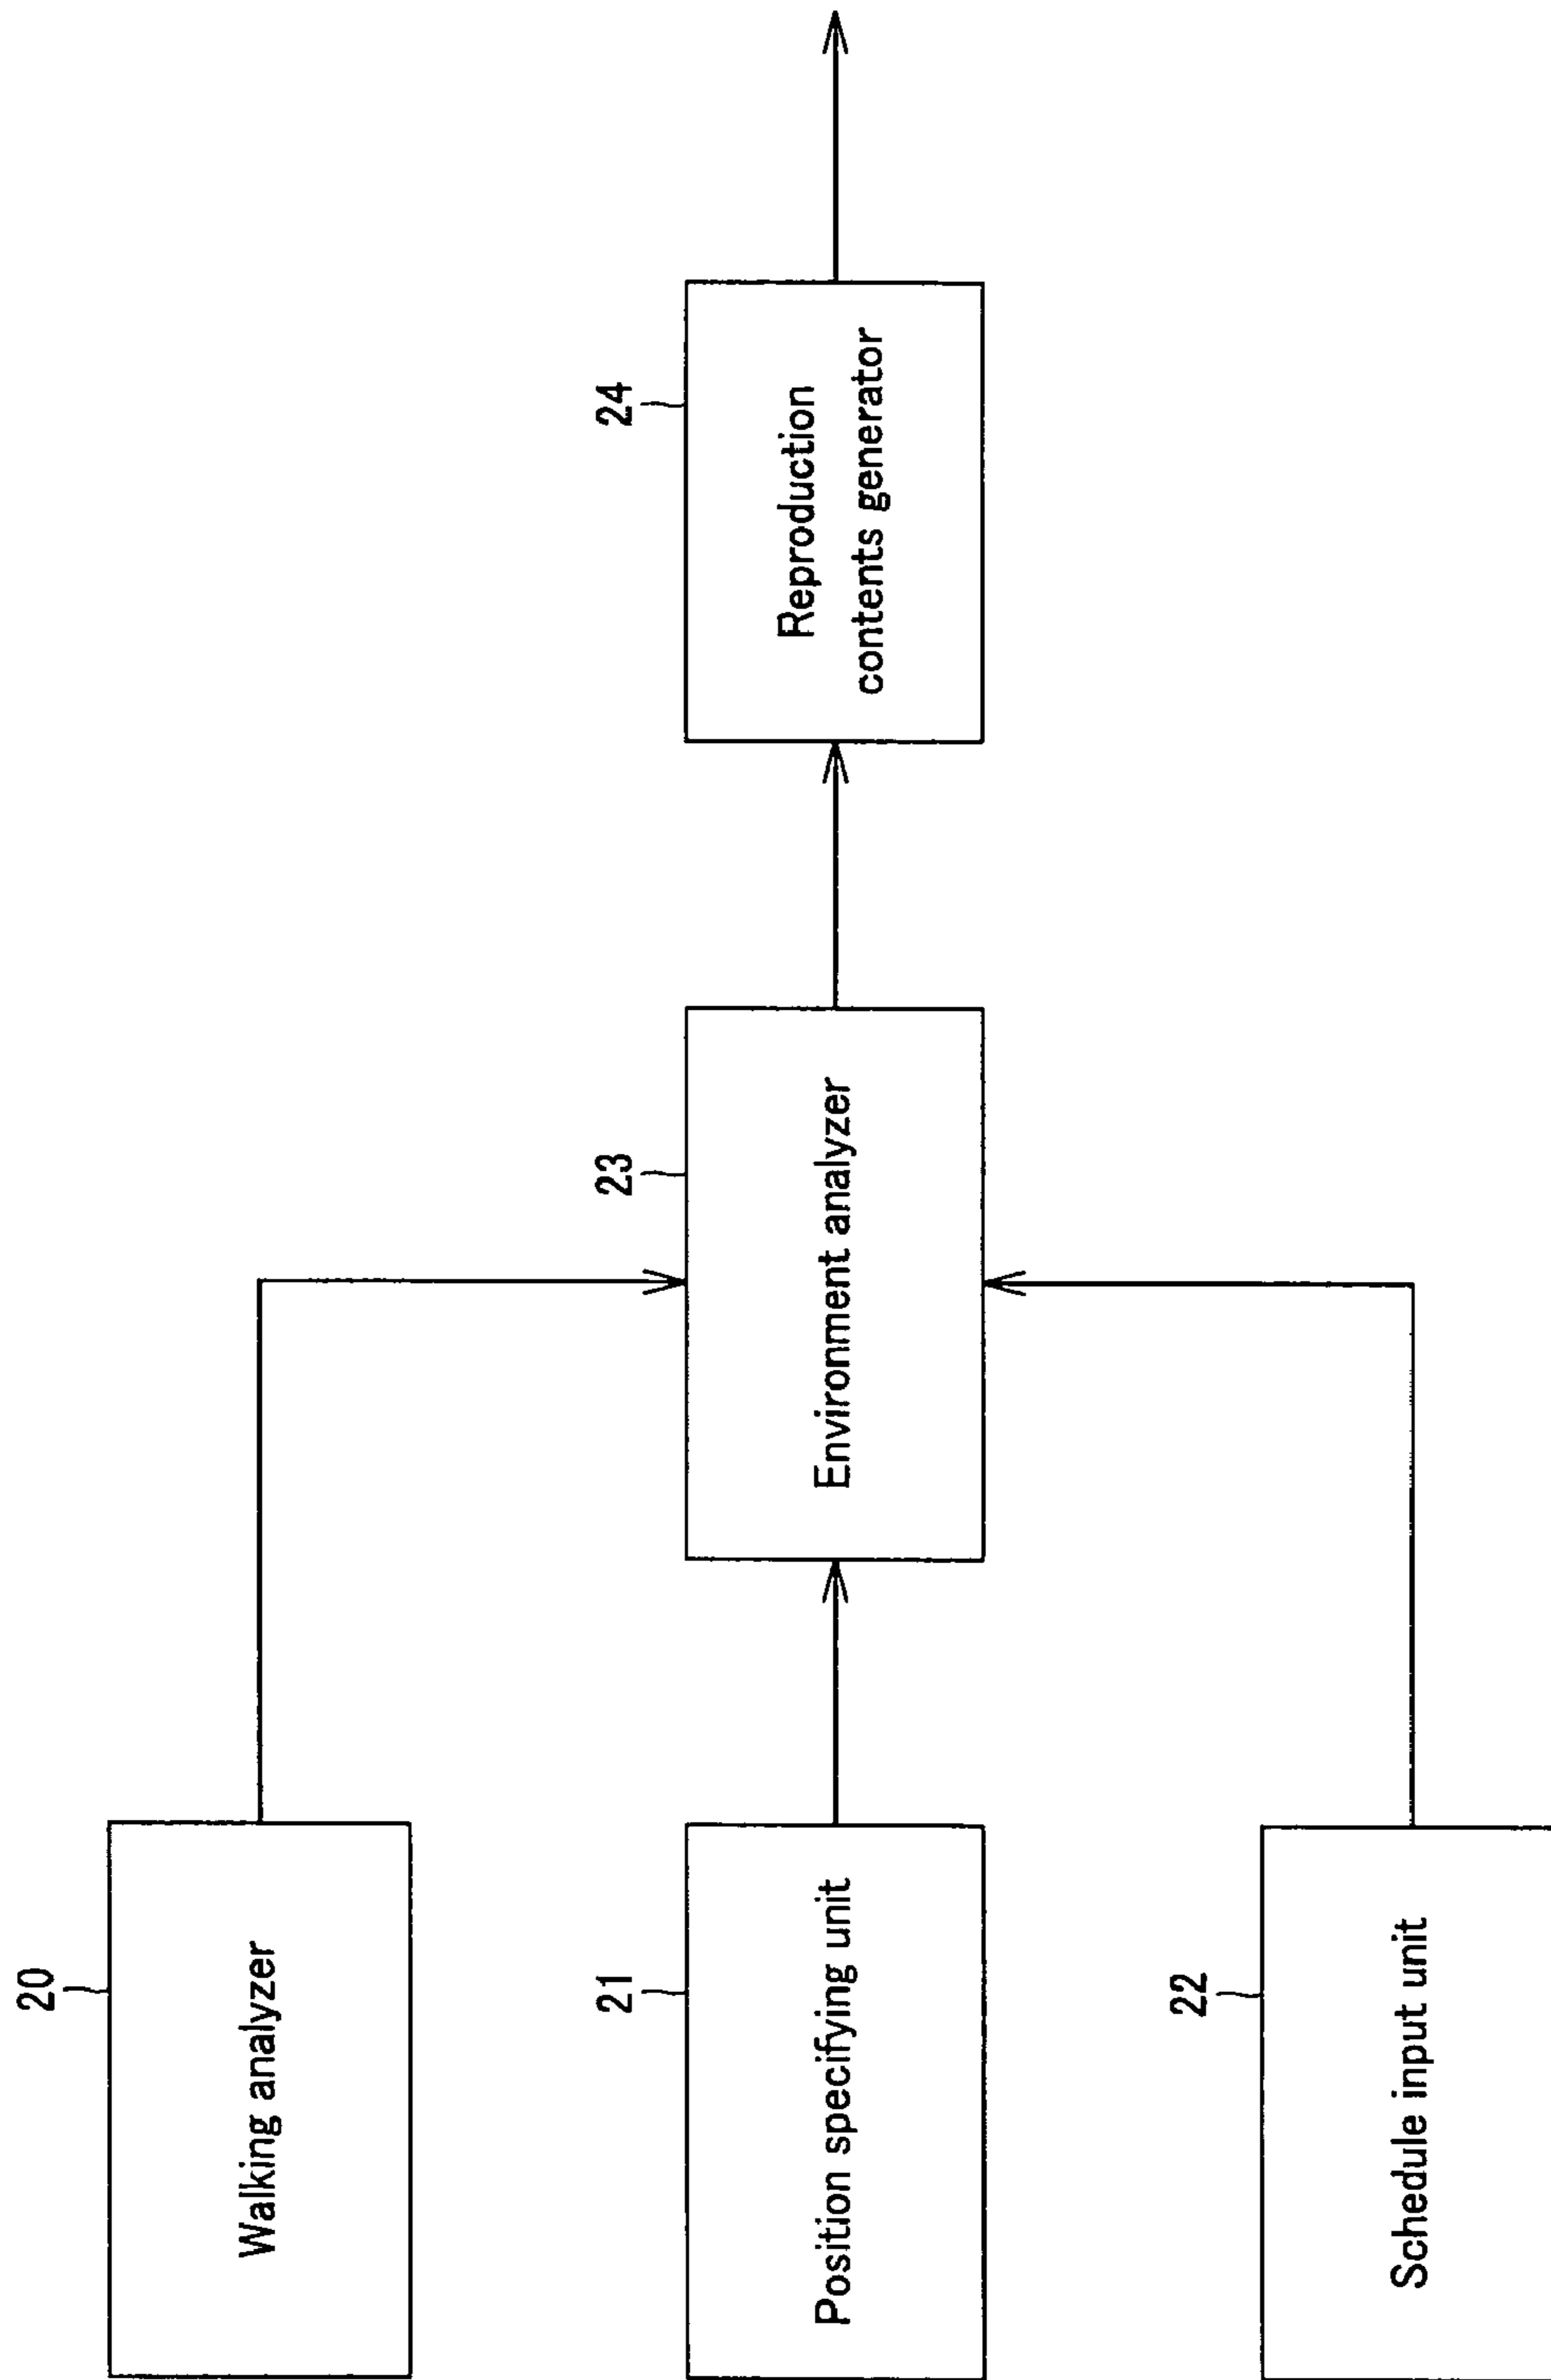 20
Walking analyzer
21
Position specifying unit
22
Schedule input unit
23
Environment analyzer
24
Reproduction
contents generator